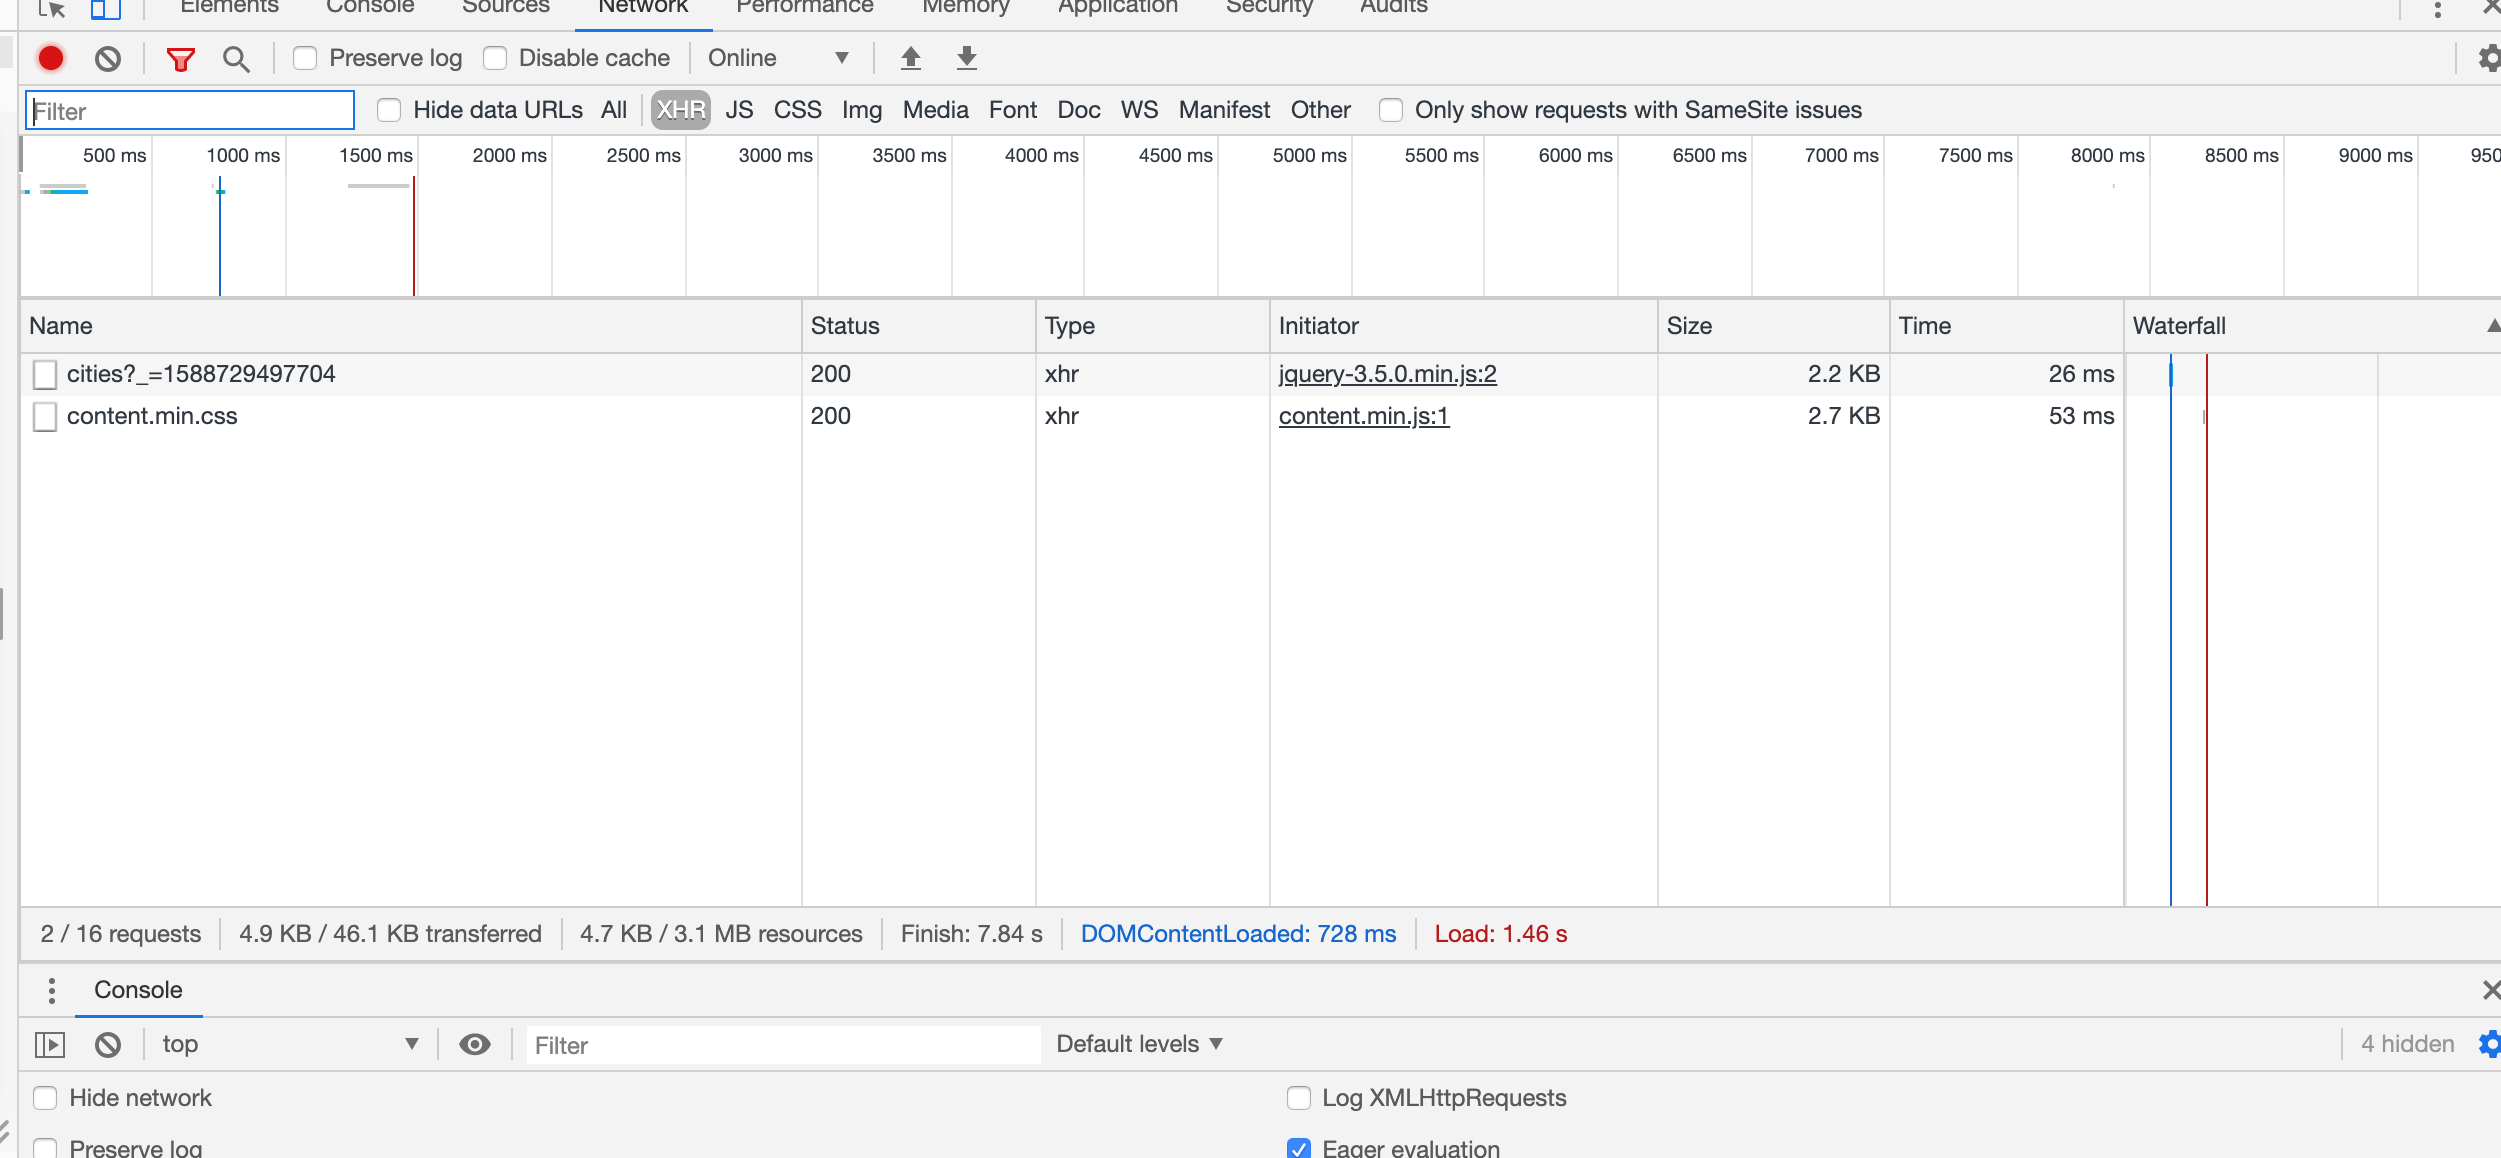 Elements Console Sources Network Performance Memory Application Security Audits
Preserve log Disable cache Online
Filter Hide data URLs All XHR JS CSS Img Media Font Doc WS Manifest Other Only show requests with SameSite issues
500 ms 1000 ms 1500 ms 2000 ms 2500 ms 3000 ms 3500 ms 4000 ms 4500 ms 5000 ms 5500 ms 6000 ms 6500 ms 7000 ms 7500 ms 8000 ms 8500 ms 9000 ms 950
Name Status Type Initiator Size Time Waterfall
cities?_=1588729497704 200 xhr jquery-3.5.0.min.js:2 2.2 KB 26 ms
content.min.css 200 xhr content.min.js:1 2.7 KB 53 ms
2 / 16 requests 4.9 KB / 46.1 KB transferred 4.7 KB / 3.1 MB resources Finish: 7.84 s DOMContentLoaded: 728 ms Load: 1.46 s
Console
top Filter Default levels 4 hidden
Hide network Log XMLHttpRequests
Preserve log Eager evaluation